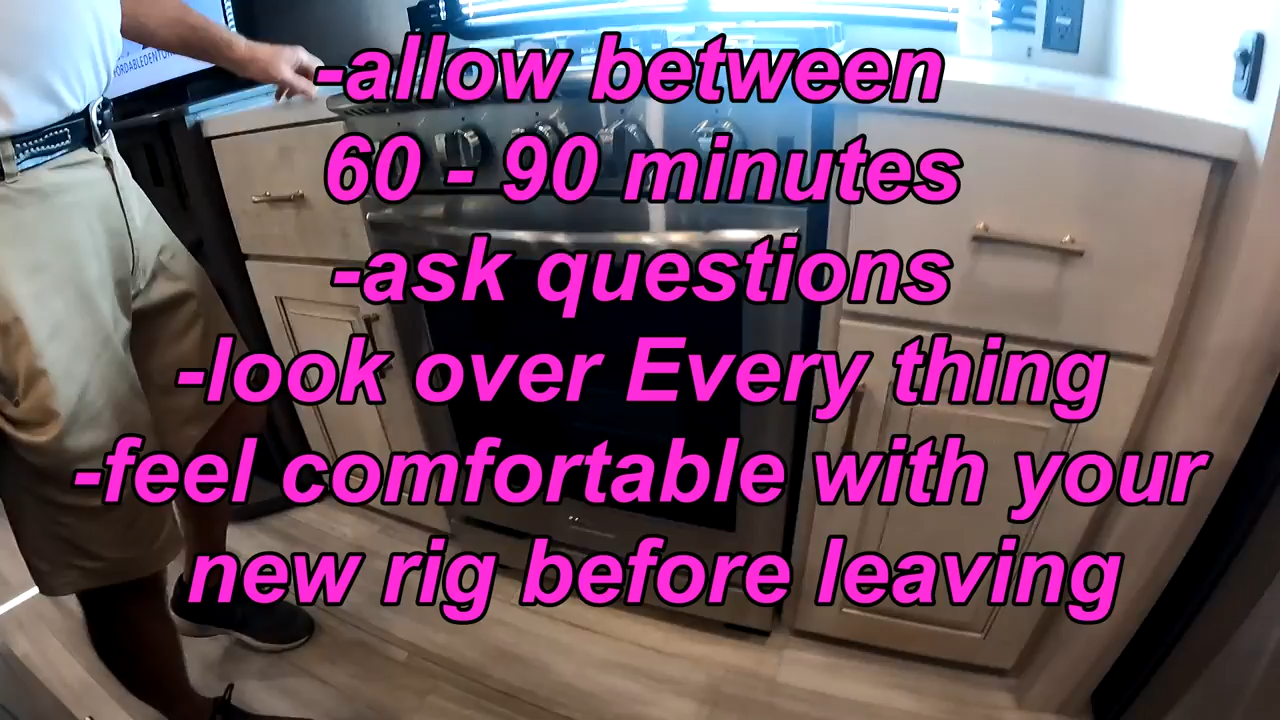 -allow between
60 - 90 minutes
-ask questions
-look over Every thing
-feel comfortable with your
new rig before leaving